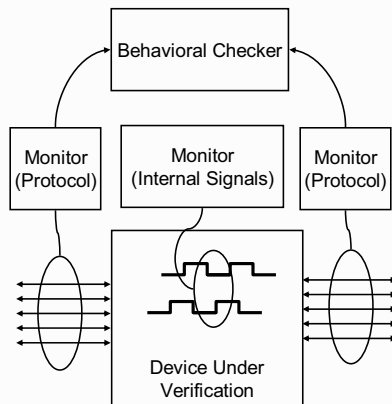 Behavioral Checker
Monitor
(Protocol)
Monitor
(Internal Signals)
Monitor
(Protocol)
Device Under
Verification